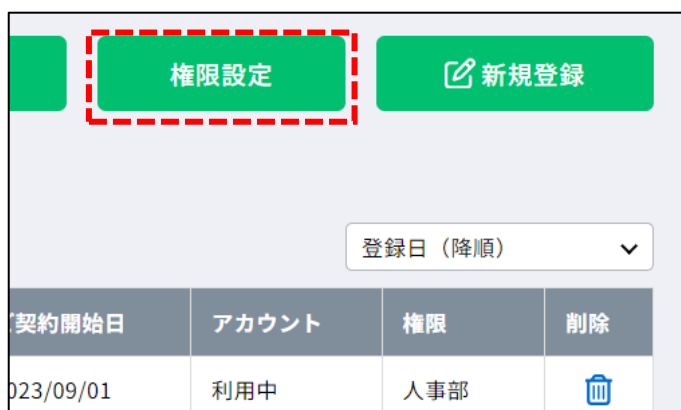 権限設定
新規登録
登録日（降順）
ご契約開始日
アカウント
権限
削除
023/09/01
利用中
人事部